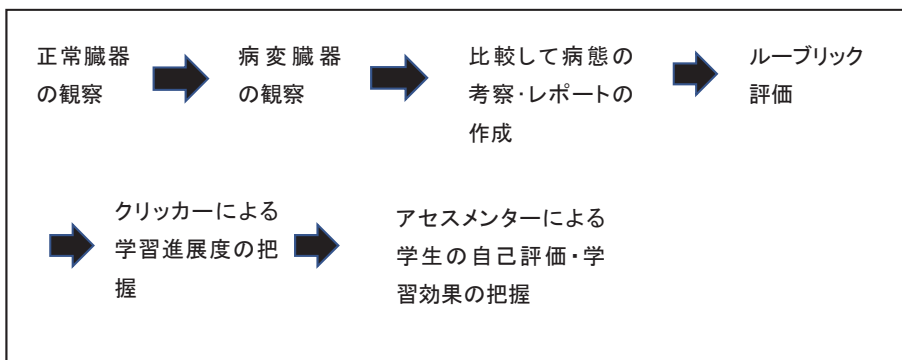 正常臓器
の観察
病変臓器
の観察
比較して病態の
考察・レポートの
作成
ルーブリック
評価
クリッカーによる
学習進展度の把
握
アセスメンターによる
学生の自己評価・学
習効果の把握